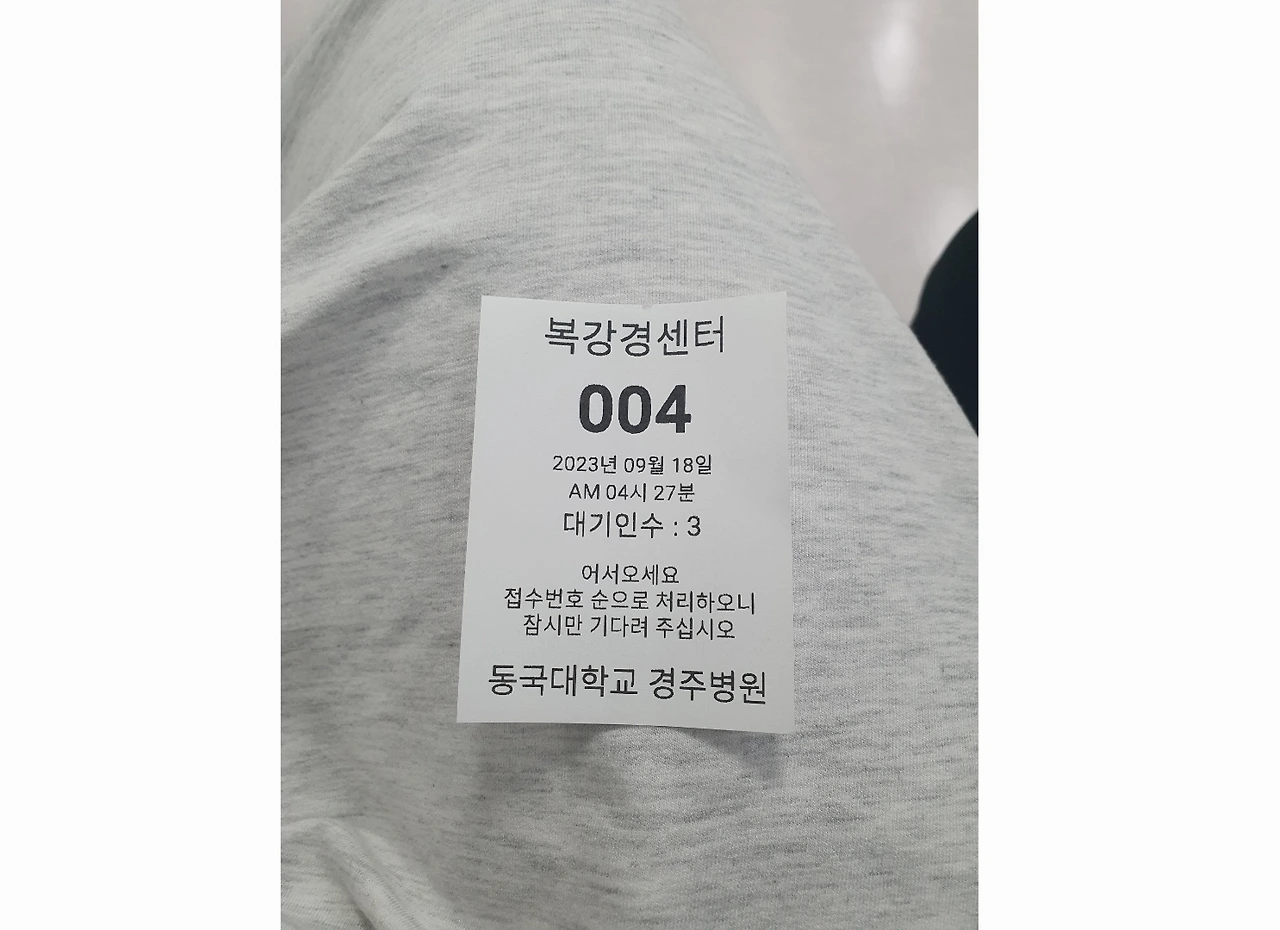 복강경센터
004
2023년 09월 18일
AM 04시 27분
대기인수 : 3
어서오세요
접수번호 순으로 처리하오니
잠시만 기다려 주십시오
동국대학교 경주병원